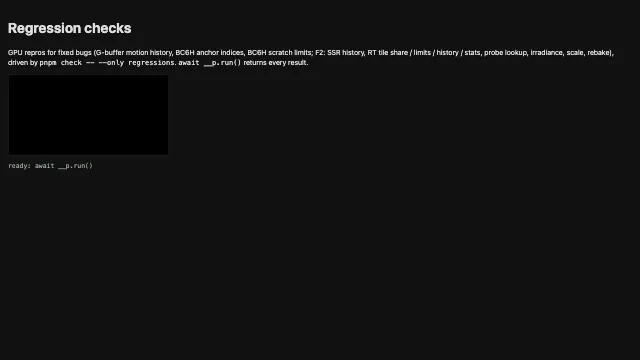 Regression checks
GPU repros for fixed bugs (G-buffer motion history, BC6H anchor indices, BC6H scratch limits; F2: SSR history, RT tile share / limits / history / stats, probe lookup, irradiance, scale, rebake),
driven by pnpm check -- --only regressions. await __p.run() returns every result.
ready: await __p.run()